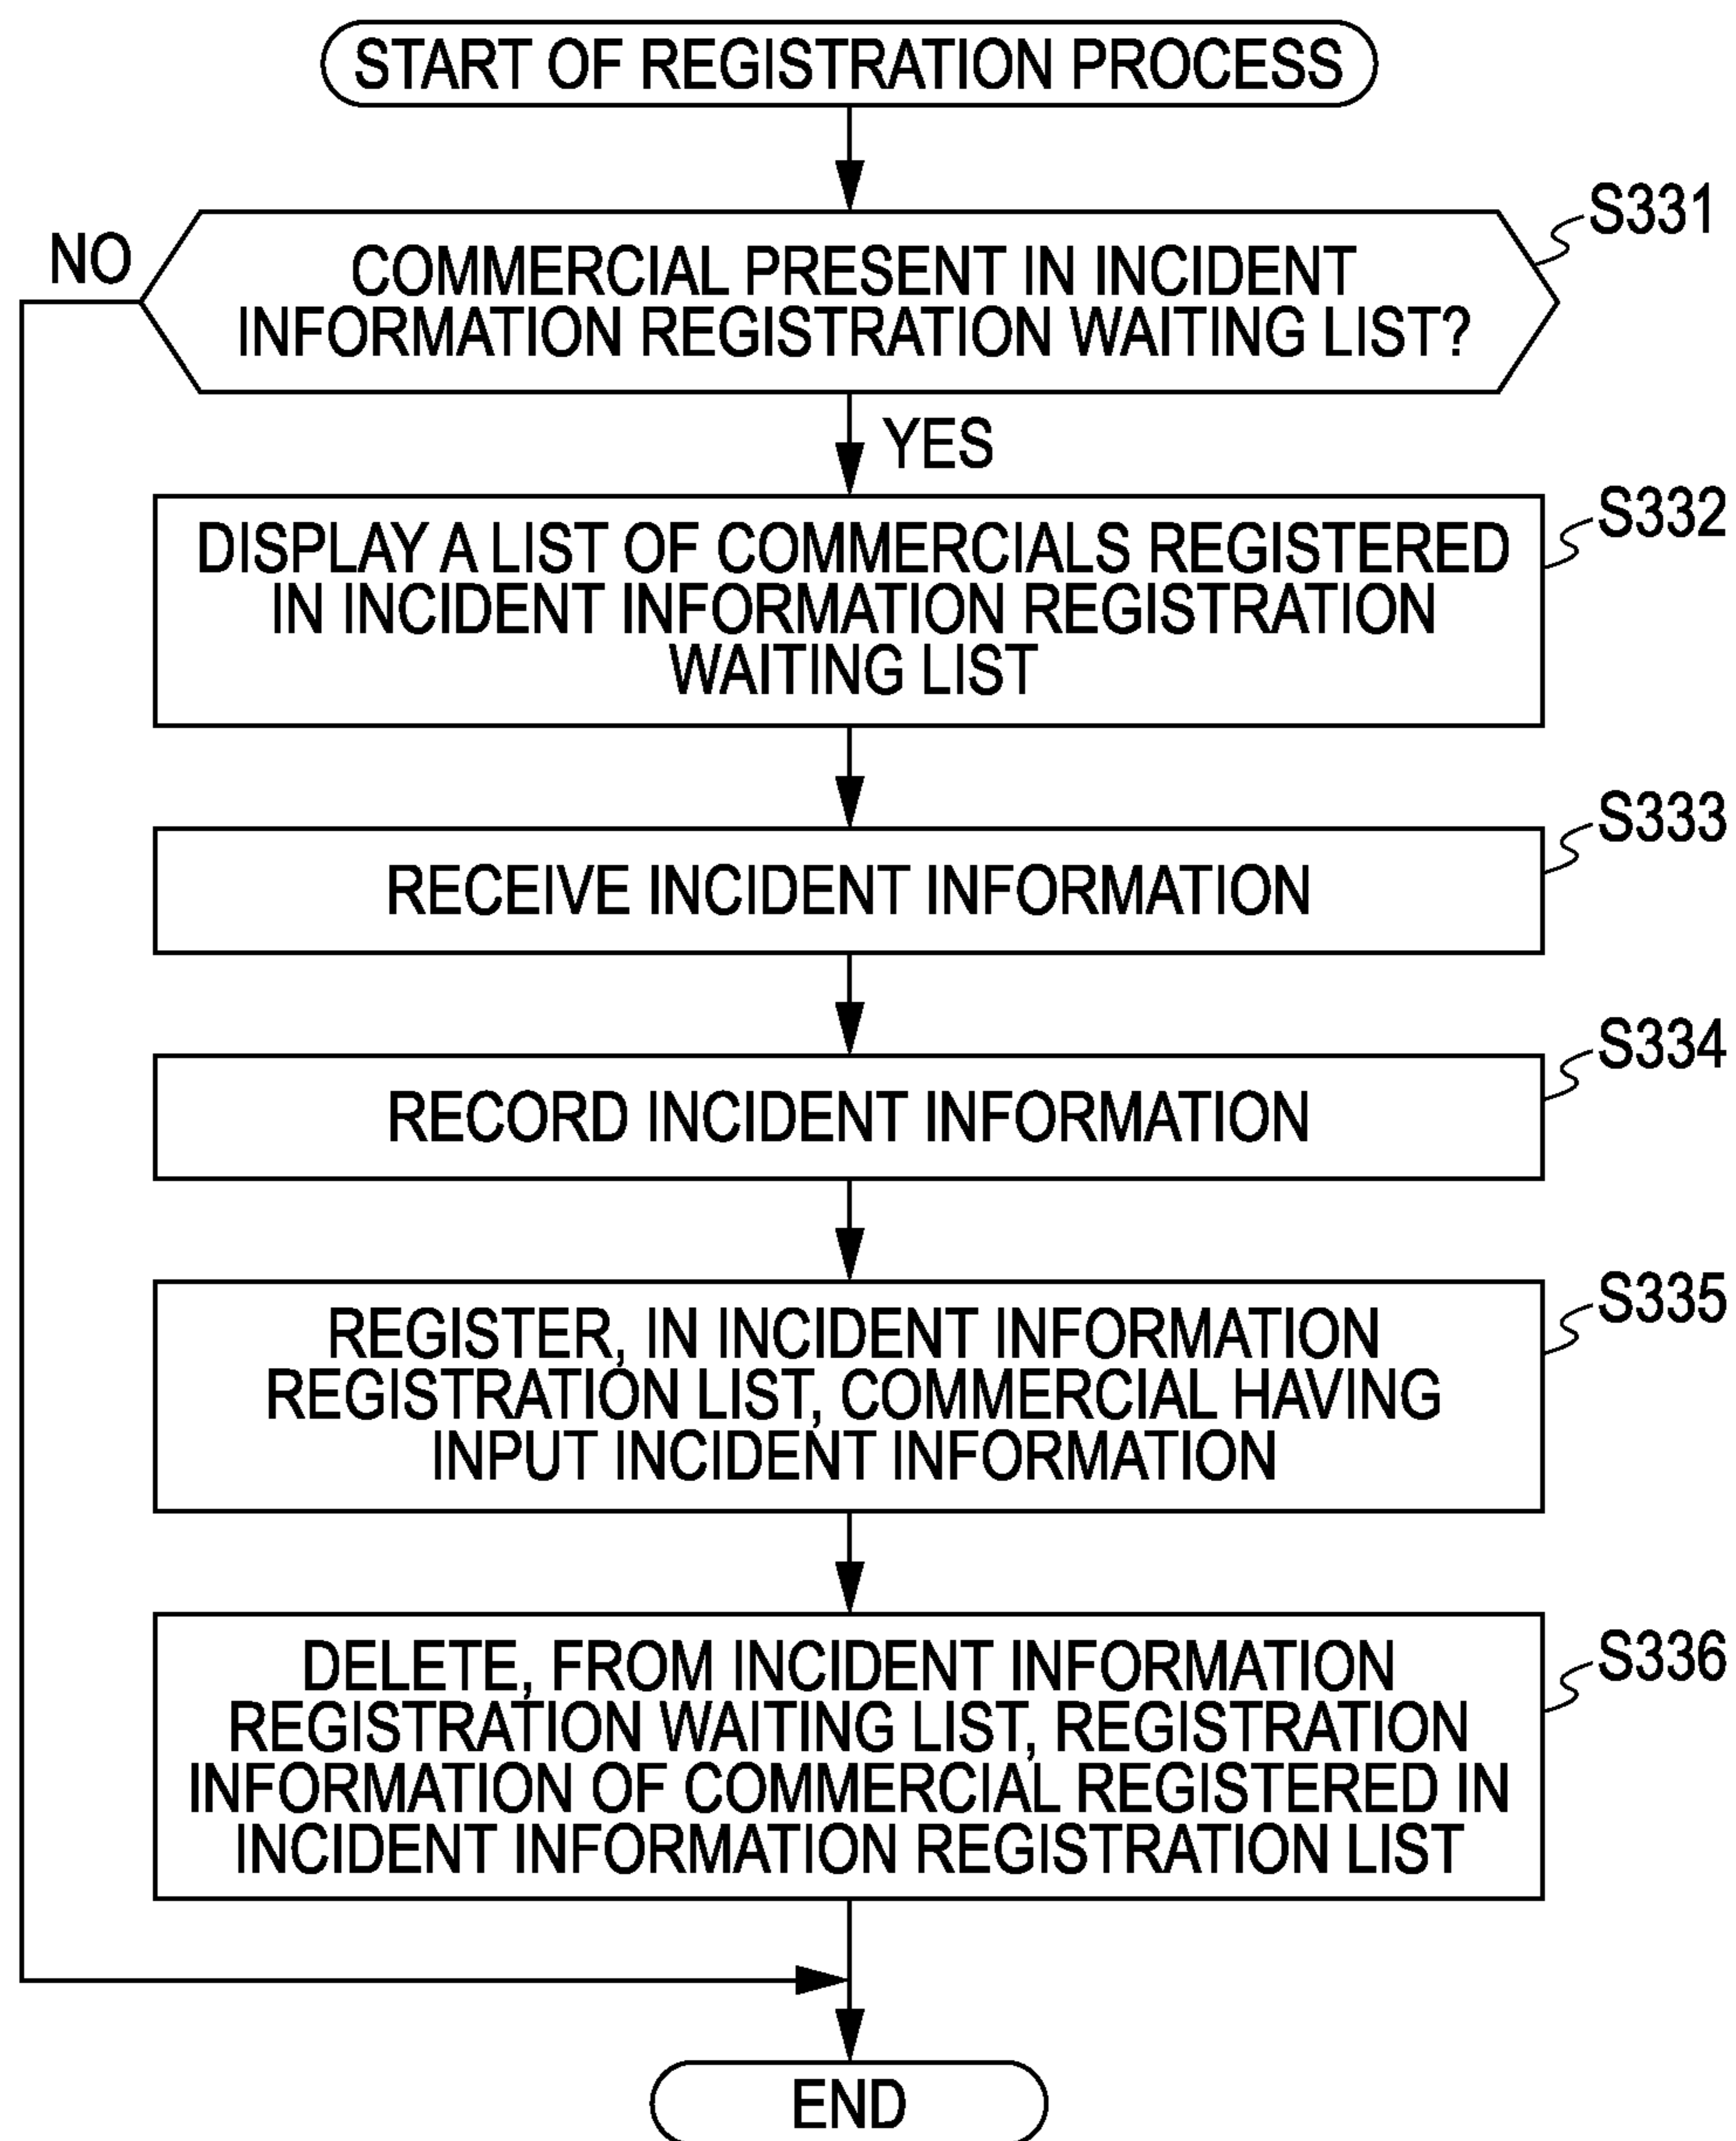 START OF REGISTRATION PROCESS
S331
NO
COMMERCIAL PRESENT IN INCIDENT
INFORMATION REGISTRATION WAITING LIST?
YES
S332
DISPLAY A LIST OF COMMERCIALS REGISTERED
IN INCIDENT INFORMATION REGISTRATION
WAITING LIST
S333
RECEIVE INCIDENT INFORMATION
S334
RECORD INCIDENT INFORMATION
S335
REGISTER, IN INCIDENT INFORMATION
REGISTRATION LIST, COMMERCIAL HAVING
INPUT INCIDENT INFORMATION
S336
DELETE, FROM INCIDENT INFORMATION
REGISTRATION WAITING LIST, REGISTRATION
INFORMATION OF COMMERCIAL REGISTERED IN
INCIDENT INFORMATION REGISTRATION LIST
END